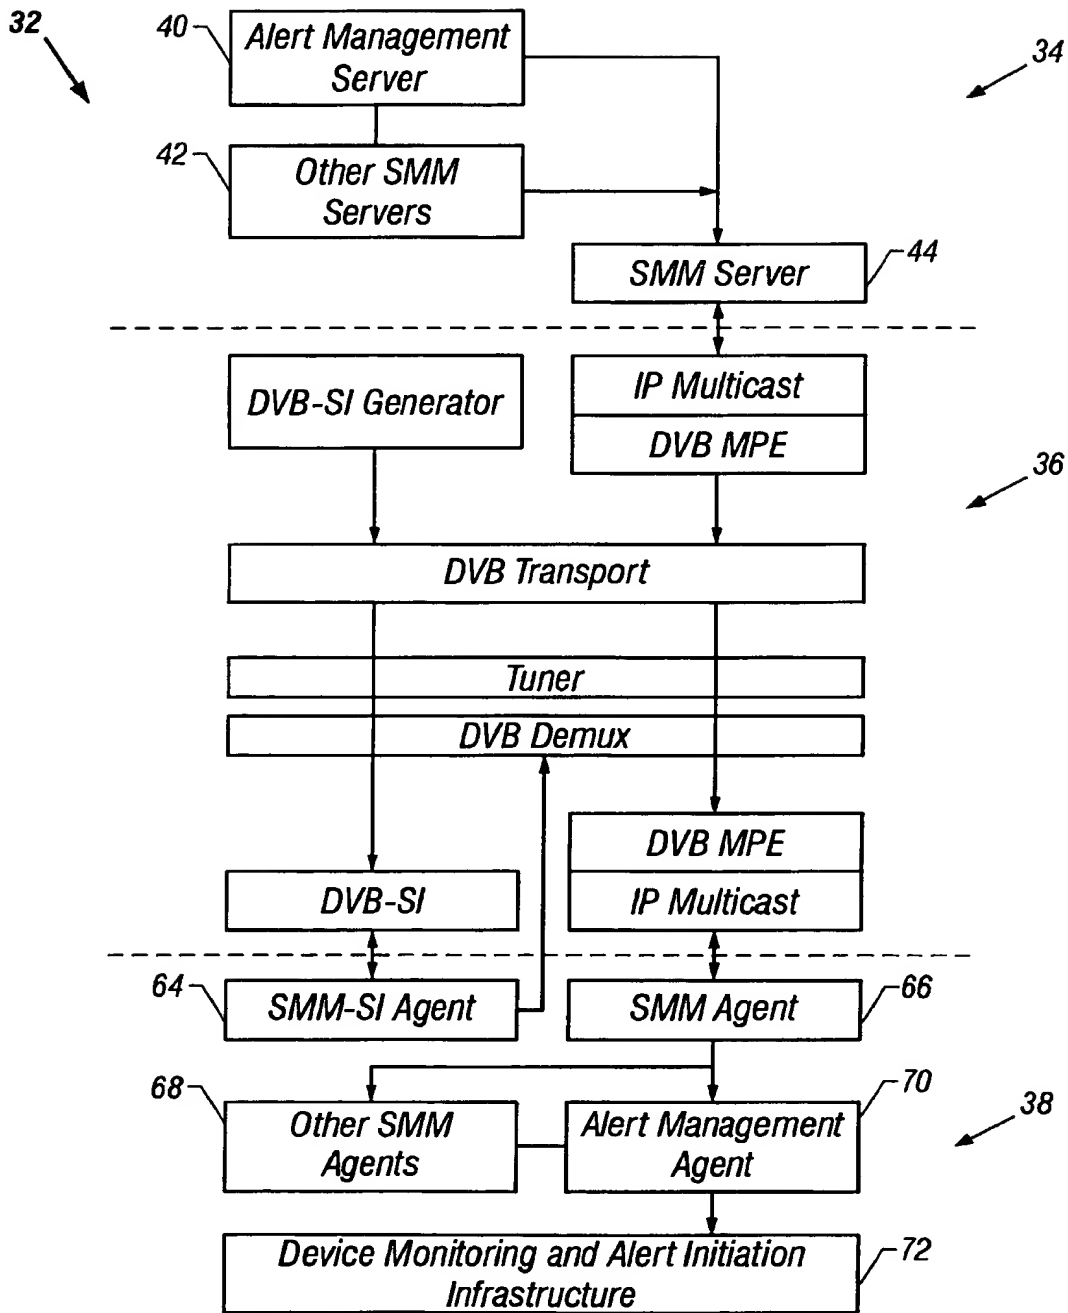 32
40
Alert Management
Server
34
42
Other SMM
Servers
SMM Server
44
DVB-SI Generator
IP Multicast
DVB MPE
36
DVB Transport
Tuner
DVB Demux
DVB MPE
DVB-SI
IP Multicast
64
SMM-SI Agent
SMM Agent
66
68
Other SMM
Agents
Alert Management
Agent
70
38
Device Monitoring and Alert Initiation
Infrastructure
72